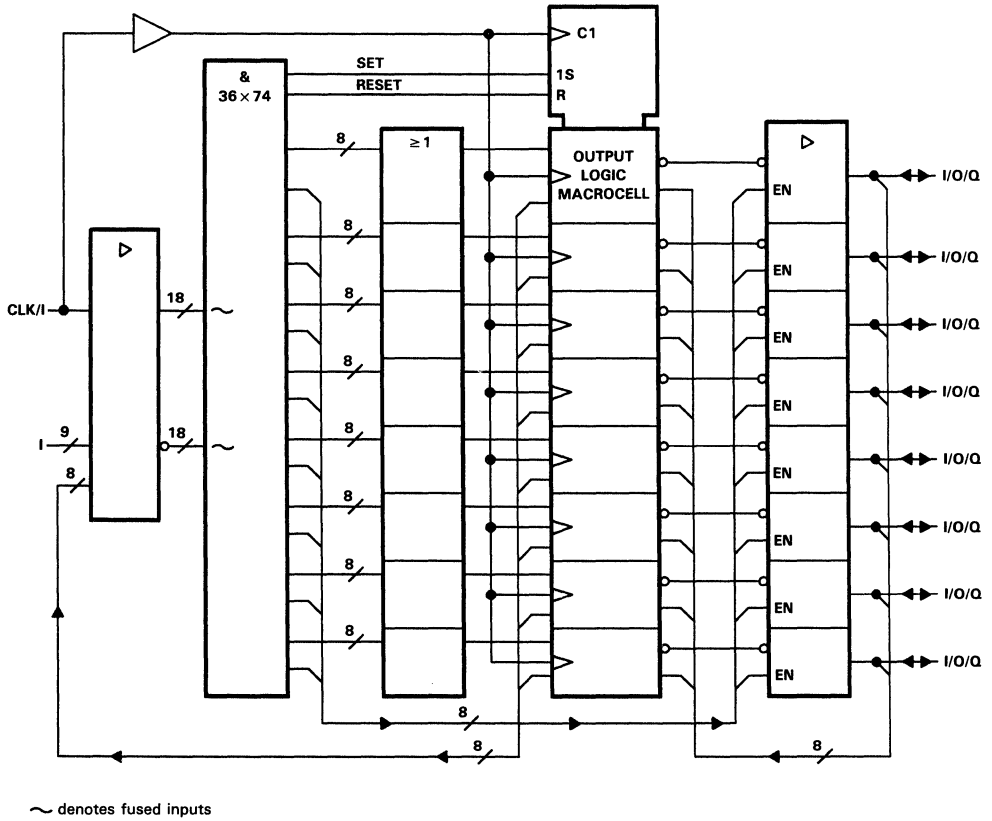 C1
SET
1S
RESET
R
&
36 × 74
8
≥ 1
OUTPUT
LOGIC
MACROCELL
EN
I/O/Q
8
EN
I/O/Q
8
EN
I/O/Q
8
EN
I/O/Q
8
EN
I/O/Q
8
EN
I/O/Q
8
EN
I/O/Q
8
EN
I/O/Q
CLK/I
18
~
I
9
18
~
8
8
8
8
~ denotes fused inputs